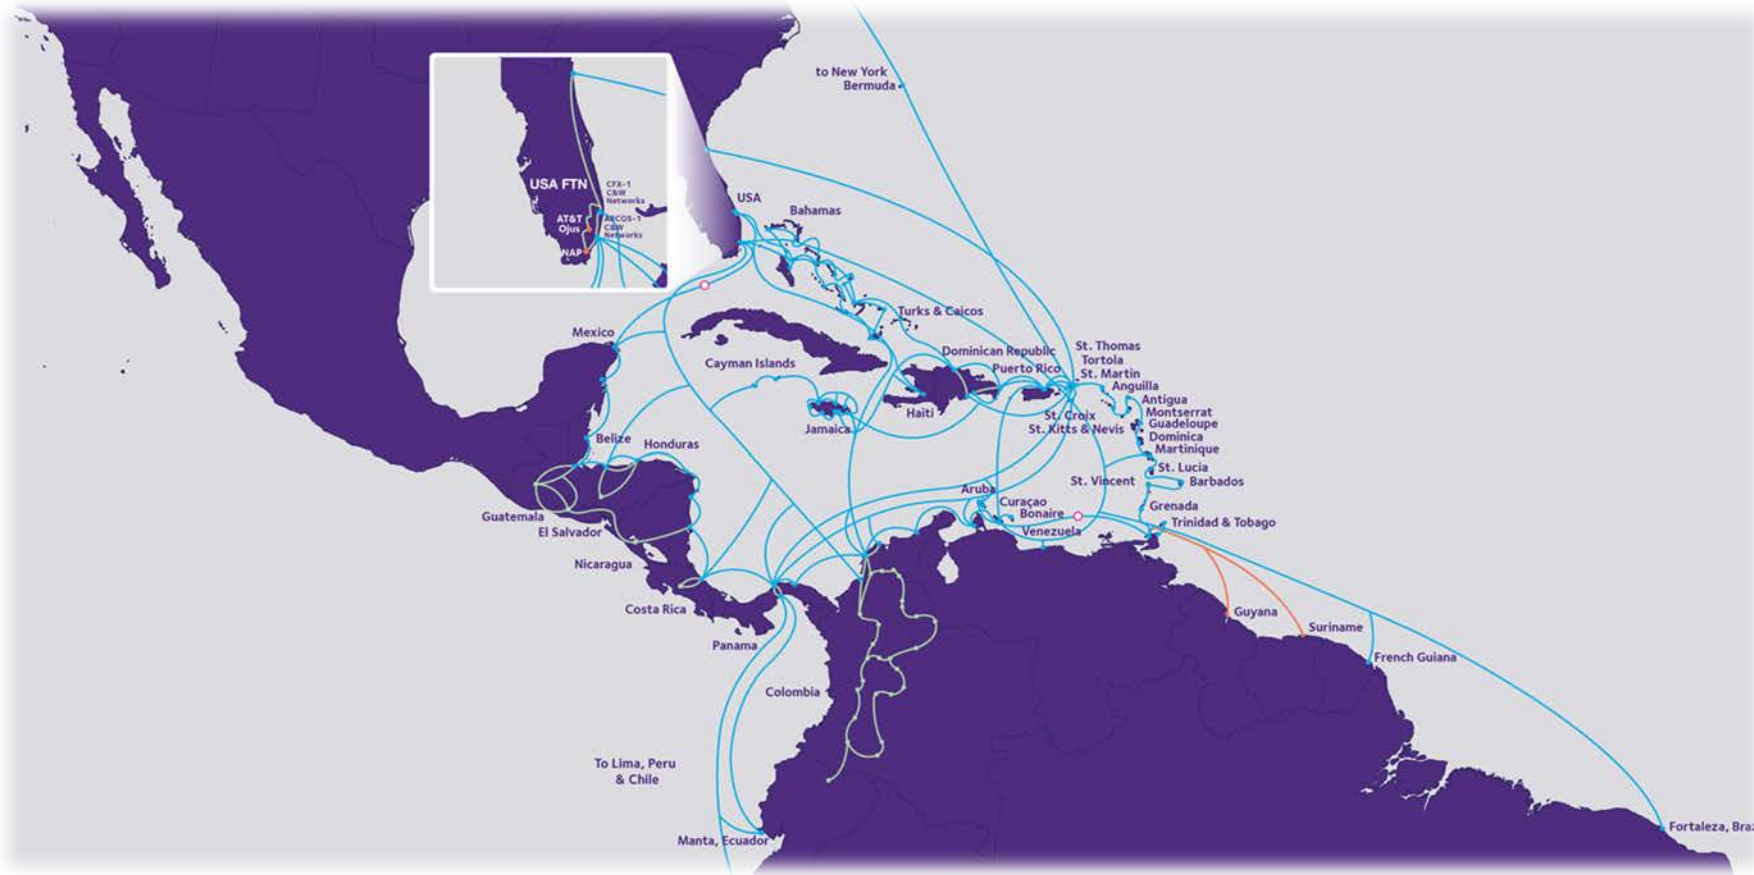 to New York
Bermuda
USA FTN
CFX-1
C&W
Networks
AT&T
Ojus
ARCOS-1
C&W
Networks
NAP
USA
Bahamas
Turks & Caicos
Mexico
Cayman Islands
Dominican Republic
Puerto Rico
St. Thomas
Tortola
St. Martin
Anguilla
Antigua
Montserrat
Guadeloupe
Dominica
Martinique
Haiti
Jamaica
St. Croix
St. Kitts & Nevis
Belize
Honduras
St. Lucia
St. Vincent
Barbados
Aruba
Curaçao
Bonaire
Grenada
Trinidad & Tobago
Venezuela
Guatemala
El Salvador
Nicaragua
Costa Rica
Panama
Guyana
Suriname
French Guiana
Colombia
To Lima, Peru
& Chile
Manta, Ecuador
Fortaleza, Braz